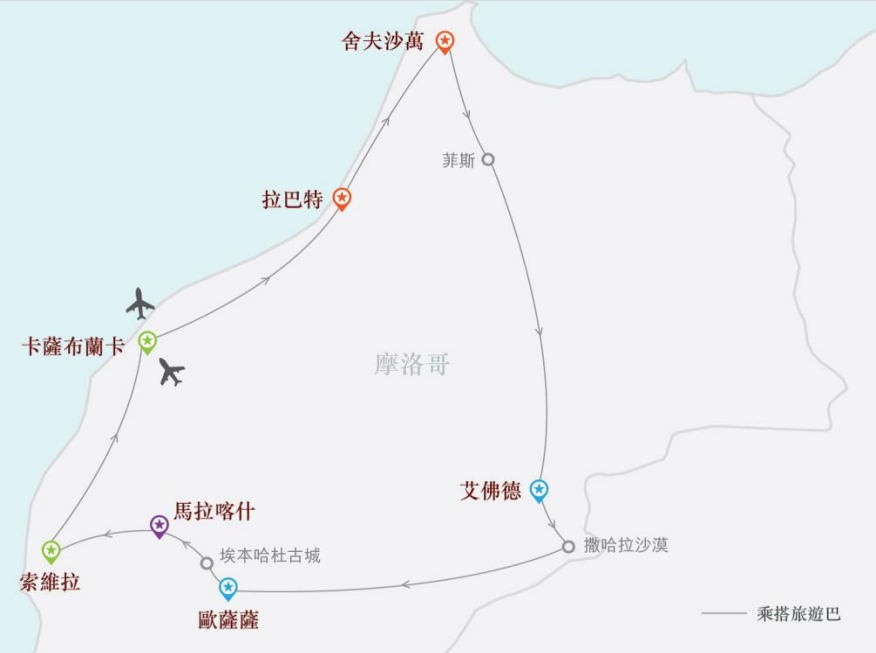 舍夫沙萬
菲斯
拉巴特
卡薩布蘭卡
摩洛哥
艾佛德
馬拉喀什
撒哈拉沙漠
埃本哈杜古城
索維拉
歐薩薩
乘搭旅遊巴